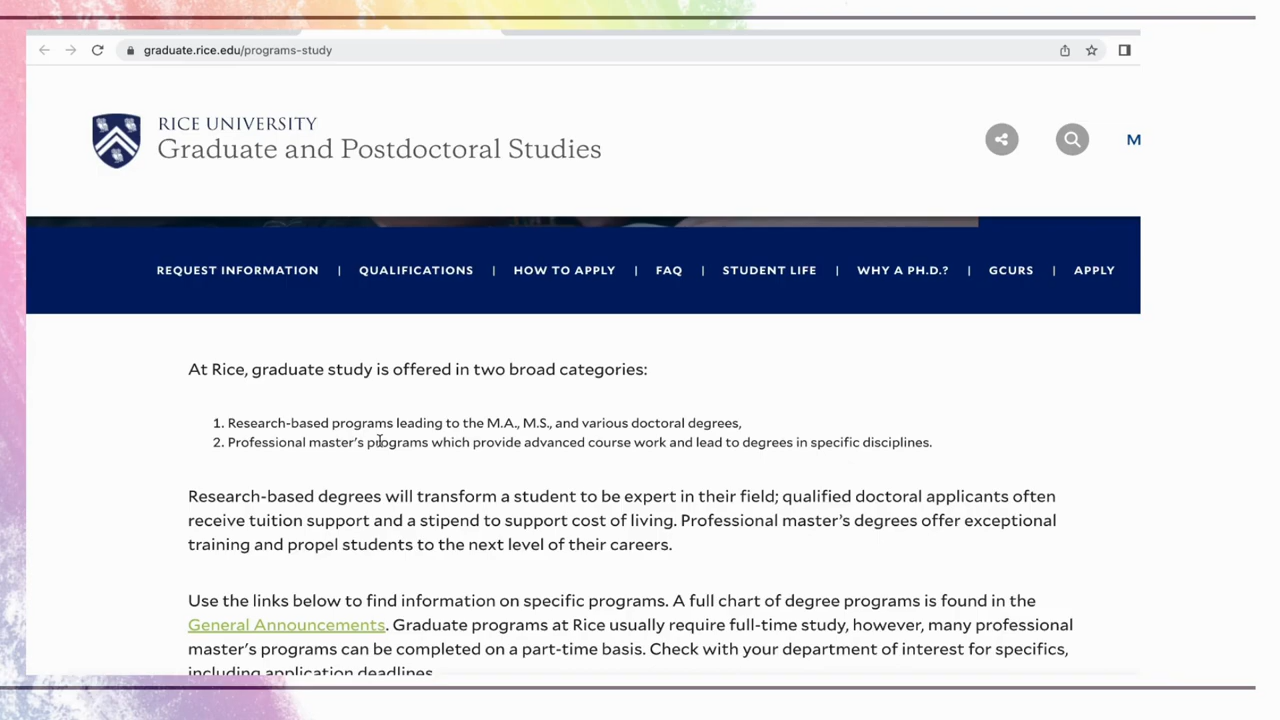 graduate.rice.edu/programs-study
RICE UNIVERSITY
Graduate and Postdoctoral Studies
M
REQUEST INFORMATION | QUALIFICATIONS | HOW TO APPLY | FAQ | STUDENT LIFE | WHY A PH.D.? | GCURS | APPLY
At Rice, graduate study is offered in two broad categories:
1. Research-based programs leading to the M.A., M.S., and various doctoral degrees,
2. Professional master's programs which provide advanced course work and lead to degrees in specific disciplines.
Research-based degrees will transform a student to be expert in their field; qualified doctoral applicants often
receive tuition support and a stipend to support cost of living. Professional master's degrees offer exceptional
training and propel students to the next level of their careers.
Use the links below to find information on specific programs. A full chart of degree programs is found in the
General Announcements. Graduate programs at Rice usually require full-time study, however, many professional
master's programs can be completed on a part-time basis. Check with your department of interest for specifics,
including application deadlines.